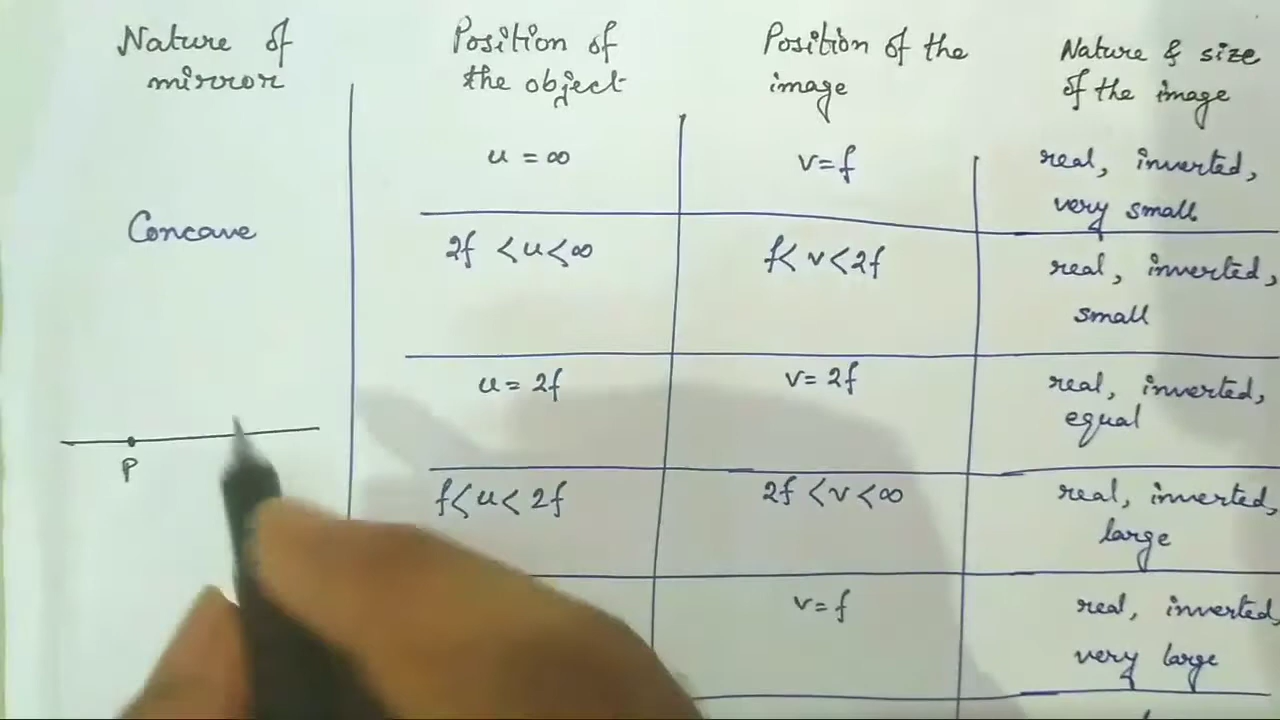 Nature of mirror
Position of the object
Position of the image
Nature & size of the image
Concave
u = ∞
v = f
real, inverted,
very small
2f < u < ∞
f < v < 2f
real, inverted,
small
u = 2f
v = 2f
real, inverted,
equal
f < u < 2f
2f < v < ∞
real, inverted,
large
v = f
real, inverted,
very large
P